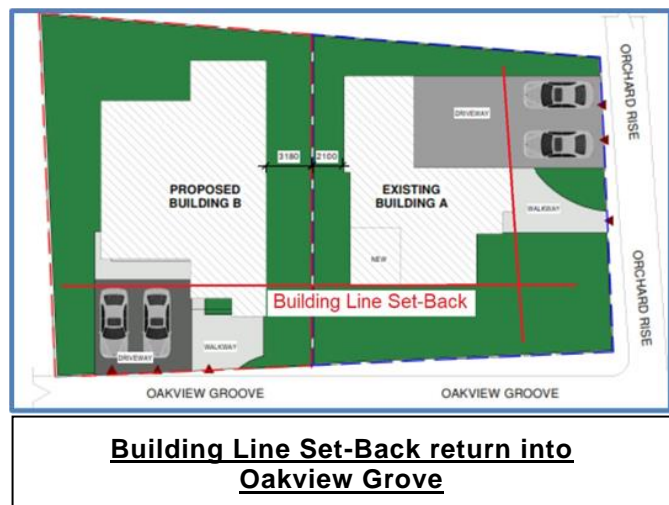 ORCHARD RISE
DRIVEWAY
3180
2100
PROPOSED
BUILDING B
EXISTING
BUILDING A
WALKWAY
NEW
ORCHARD RISE
Building Line Set-Back
WALKWAY
DRIVEWAY
OAKVIEW GROOVE
OAKVIEW GROOVE
Building Line Set-Back return into
Oakview Grove